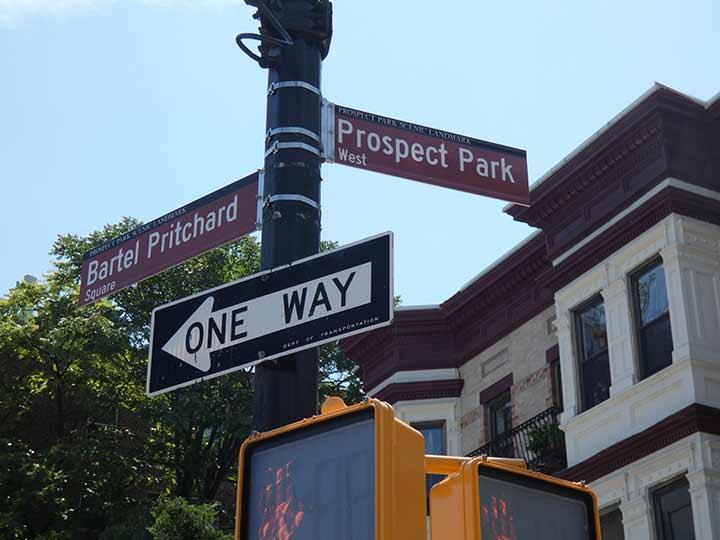 PROSPECT PARK SCENIC LANDMARK
Prospect Park
West
PROSPECT PARK SCENIC LANDMARK
Bartel Pritchard
Square
ONE WAY
DEPT OF TRANSPORTATION